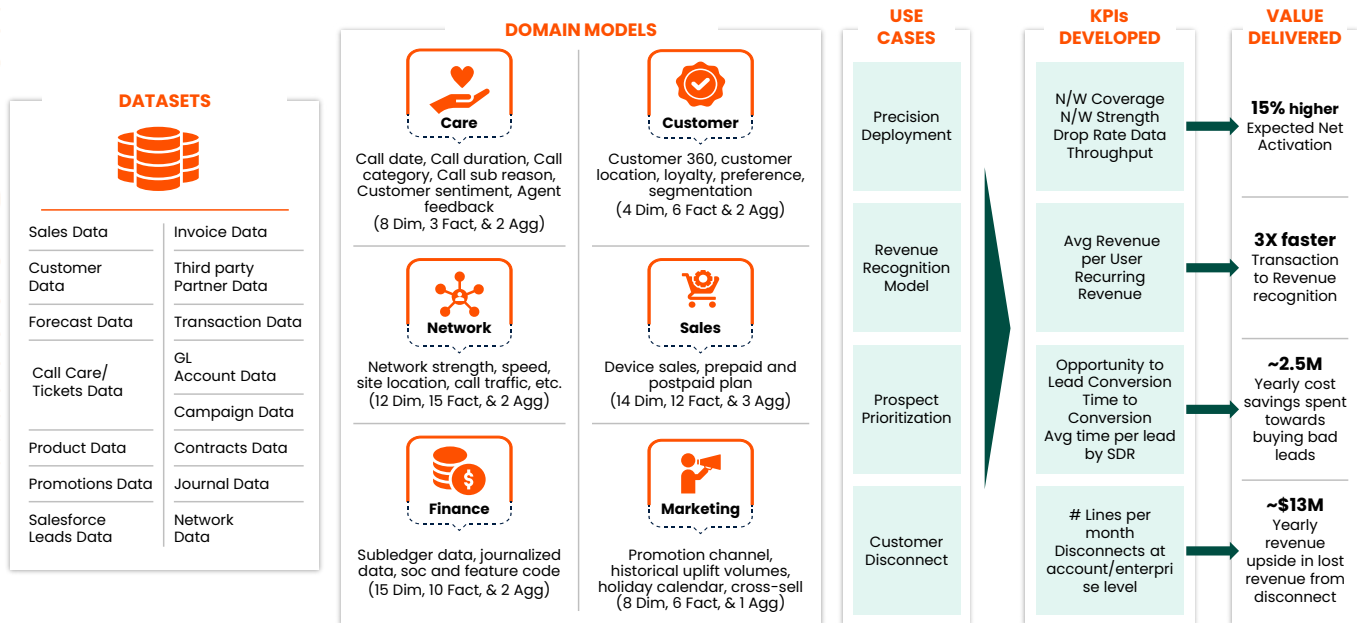 DATASETS
Sales Data
Customer
Data
Forecast Data
Call Care/
Tickets Data
Product Data
Promotions Data
Salesforce
Leads Data
Invoice Data
Third party
Partner Data
Transaction Data
GL
Account Data
Campaign Data
Contracts Data
Journal Data
Network
Data
DOMAIN MODELS
Care
Call date, Call duration, Call
category, Call sub reason,
Customer sentiment, Agent
feedback
(8 Dim, 3 Fact, & 2 Agg)
Customer
Customer 360, customer
location, loyalty, preference,
segmentation
(4 Dim, 6 Fact & 2 Agg)
Network
Network strength, speed,
site location, call traffic, etc.
(12 Dim, 15 Fact, & 2 Agg)
Sales
Device sales, prepaid and
postpaid plan
(14 Dim, 12 Fact, & 3 Agg)
$
Finance
Subledger data, journalized
data, soc and feature code
(15 Dim, 10 Fact, & 2 Agg)
Marketing
Promotion channel,
historical uplift volumes,
holiday calendar, cross-sell
(8 Dim, 6 Fact, & 1 Agg)
USE
CASES
Precision
Deployment
Revenue
Recognition
Model
Prospect
Prioritization
Customer
Disconnect
KPIs
DEVELOPED
N/W Coverage
N/W Strength
Drop Rate Data
Throughput
Avg Revenue
per User
Recurring
Revenue
Opportunity to
Lead Conversion
Time to
Conversion
Avg time per lead
by SDR
# Lines per
month
Disconnects at
account/enterpri
se level
VALUE
DELIVERED
15% higher
Expected Net
Activation
3X faster
Transaction
to Revenue
recognition
~2.5M
Yearly cost
savings spent
towards
buying bad
leads
~$13M
Yearly
revenue
upside in lost
revenue from
disconnect